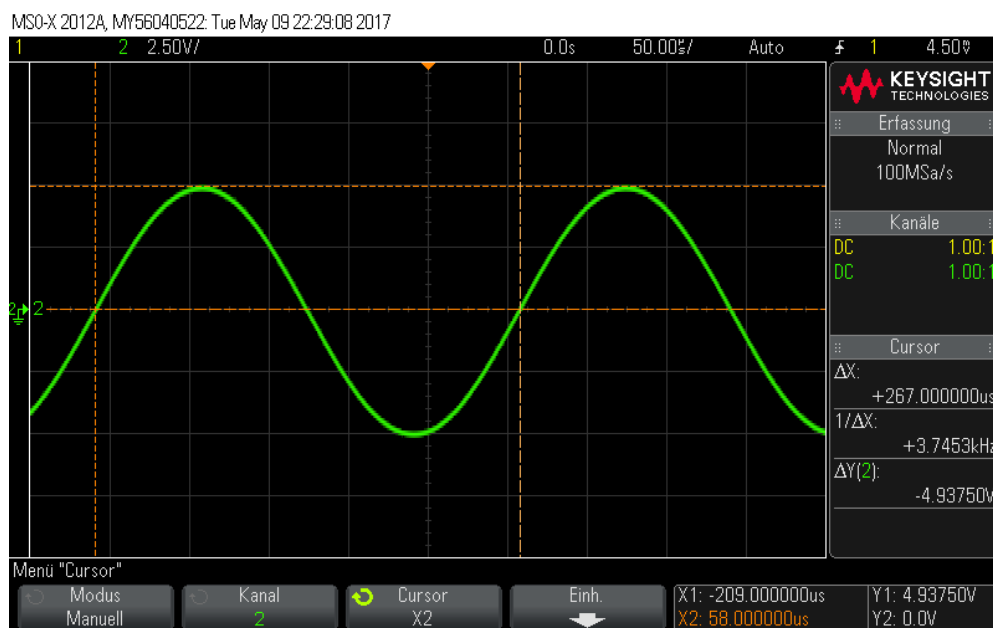 MSO-X 2012A, MY56040522: Tue May 09 22:29:08 2017
1 2 2.50V/ 0.0s 50.00㎲/ Auto 1 4.50V
2 2
KEYSIGHT
TECHNOLOGIES
Erfassung
Normal
100MSa/s
Kanäle
DC 1.00:1
DC 1.00:1
Cursor
ΔX:
+267.000000us
1/ΔX:
+3.7453kHz
ΔY(2):
-4.93750V
Menü "Cursor"
Modus
Manuell
Kanal
2
Cursor
X2
Einh.
X1: -209.000000us
X2: 58.000000us
Y1: 4.93750V
Y2: 0.0V